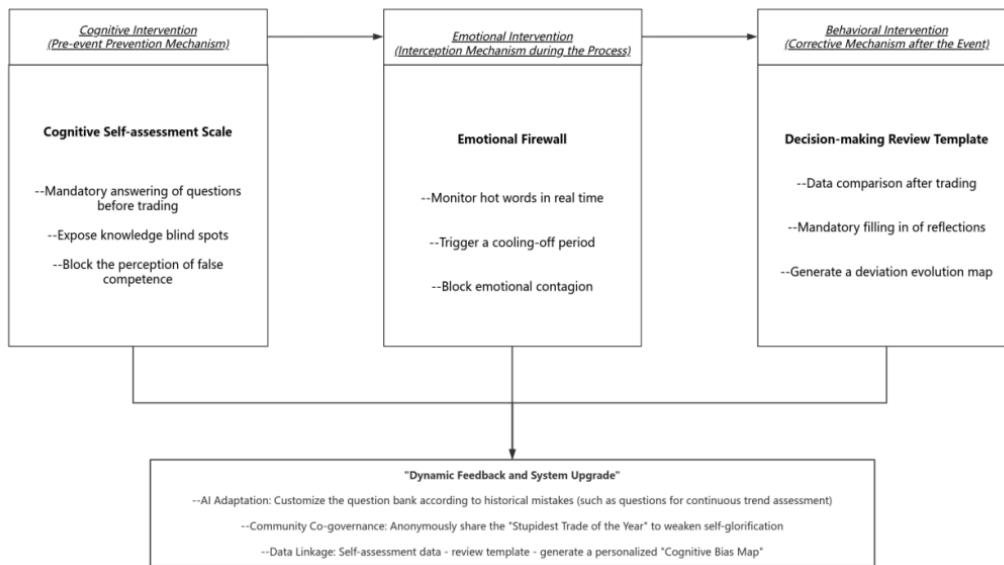 Cognitive Intervention
(Pre-event Prevention Mechanism)
Cognitive Self-assessment Scale
--Mandatory answering of questions
before trading
--Expose knowledge blind spots
--Block the perception of false
competence
Emotional Intervention
(Interception Mechanism during the Process)
Emotional Firewall
--Monitor hot words in real time
--Trigger a cooling-off period
--Block emotional contagion
Behavioral Intervention
(Corrective Mechanism after the Event)
Decision-making Review Template
--Data comparison after trading
--Mandatory filling in of reflections
--Generate a deviation evolution map
"Dynamic Feedback and System Upgrade"
--AI Adaptation: Customize the question bank according to historical mistakes (such as questions for continuous trend assessment)
--Community Co-governance: Anonymously share the "Stupidest Trade of the Year" to weaken self-glorification
--Data Linkage: Self-assessment data - review template - generate a personalized "Cognitive Bias Map"